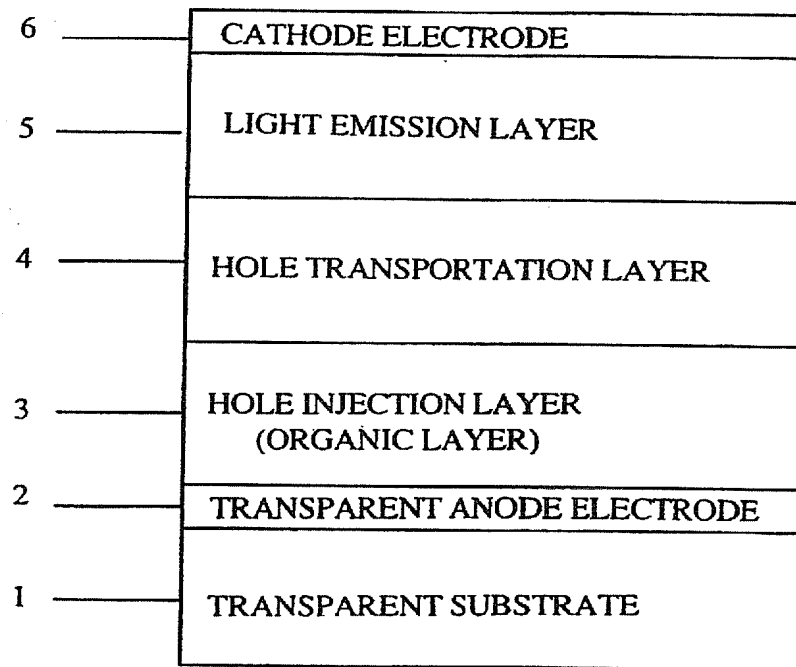 6 CATHODE ELECTRODE
5 LIGHT EMISSION LAYER
4 HOLE TRANSPORTATION LAYER
3 HOLE INJECTION LAYER
(ORGANIC LAYER)
2 TRANSPARENT ANODE ELECTRODE
1 TRANSPARENT SUBSTRATE